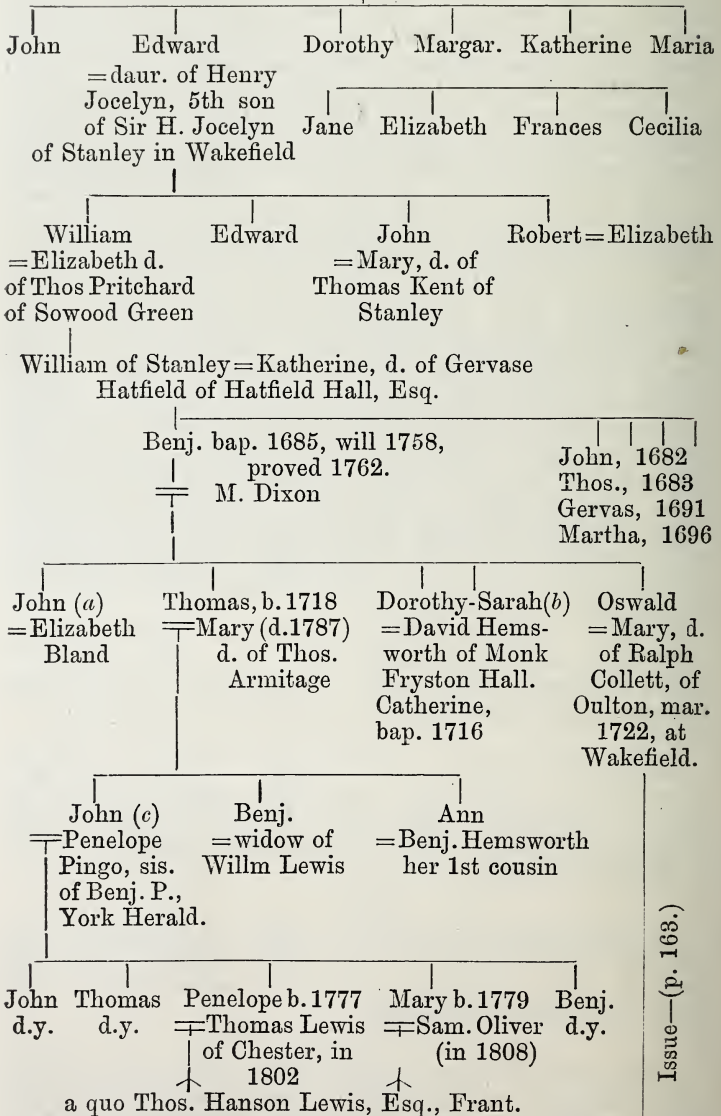 John Edward Dorothy Margar. Katherine Maria
=daur. of Henry
Jocelyn, 5th son
of Sir H. Jocelyn Jane Elizabeth Frances Cecilia
of Stanley in Wakefield
William Edward John Robert=Elizabeth
=Elizabeth d. =Mary, d. of
of Thos Pritchard Thomas Kent of
of Sowood Green Stanley
William of Stanley=Katherine, d. of Gervase
Hatfield of Hatfield Hall, Esq.
Benj. bap. 1685, will 1758,
proved 1762.
= M. Dixon
John, 1682
Thos., 1683
Gervas, 1691
Martha, 1696
John (a) Thomas, b. 1718 Dorothy-Sarah(b) Oswald
=Elizabeth =Mary (d.1787) =David Hems- =Mary, d.
Bland d. of Thos. worth of Monk of Ralph
Armitage Fryston Hall. Collett, of
Catherine, Oulton, mar.
bap. 1716 1722, at
Wakefield.
John (c) Benj. Ann
=Penelope =widow of =Benj. Hemsworth
Pingo, sis. Willm Lewis her 1st cousin
of Benj. P.,
York Herald.
Issue—(p. 163.)
John Thomas Penelope b. 1777 Mary b. 1779 Benj.
d.y. d.y. =Thomas Lewis =Sam. Oliver d.y.
of Chester, in (in 1808)
1802
a quo Thos. Hanson Lewis, Esq., Frant.